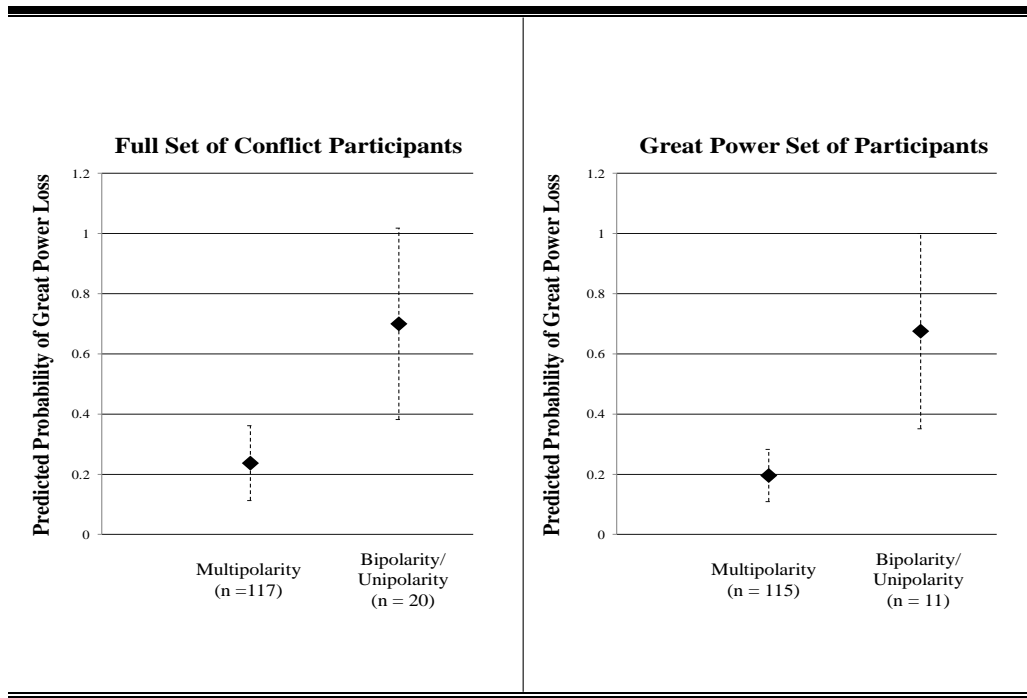 Full Set of Conflict Participants
Predicted Probability of Great Power Loss
1.2
1
0.8
0.6
0.4
0.2
0
Multipolarity
(n =117)
Bipolarity/
Unipolarity
(n = 20)
Great Power Set of Participants
Predicted Probability of Great Power Loss
1.2
1
0.8
0.6
0.4
0.2
0
Multipolarity
(n = 115)
Bipolarity/
Unipolarity
(n = 11)